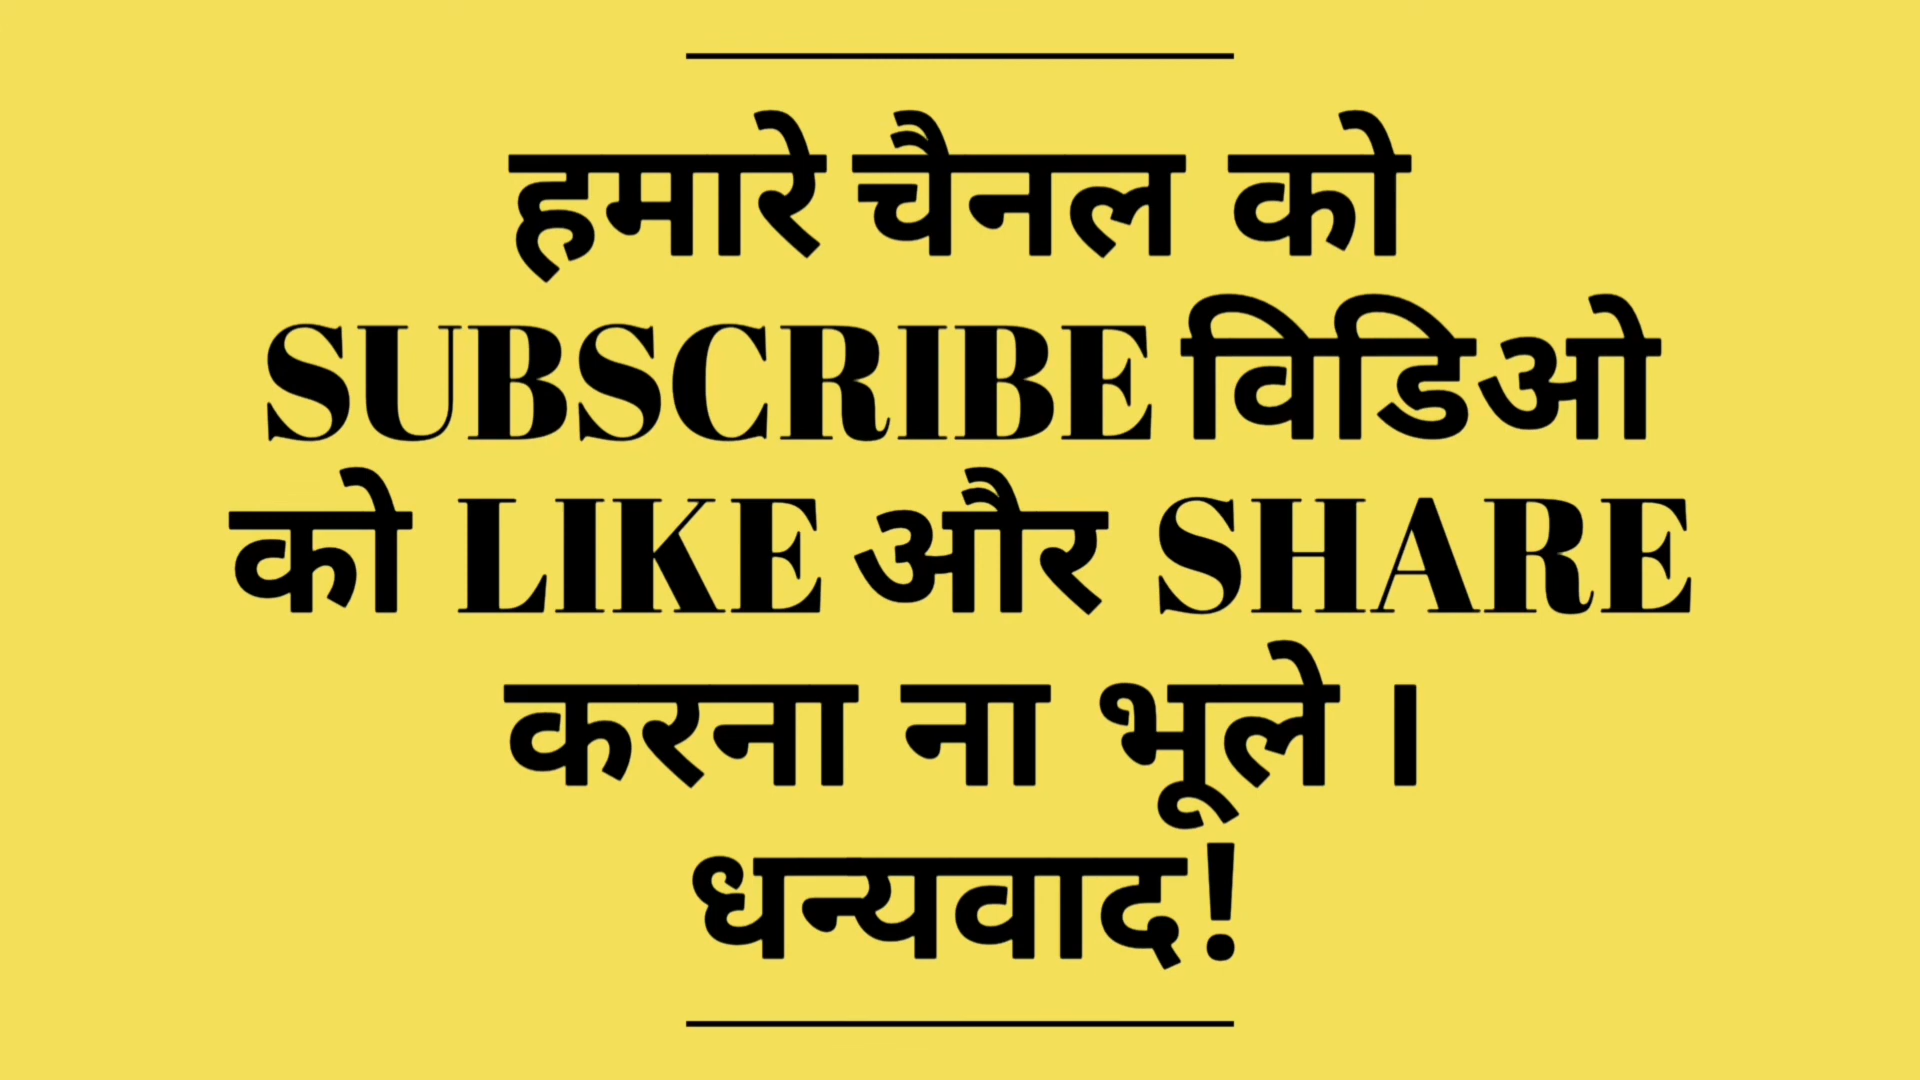 हमारे चैनल को
SUBSCRIBE विडिओ
को LIKE और SHARE
करना ना भूले ।
धन्यवाद!